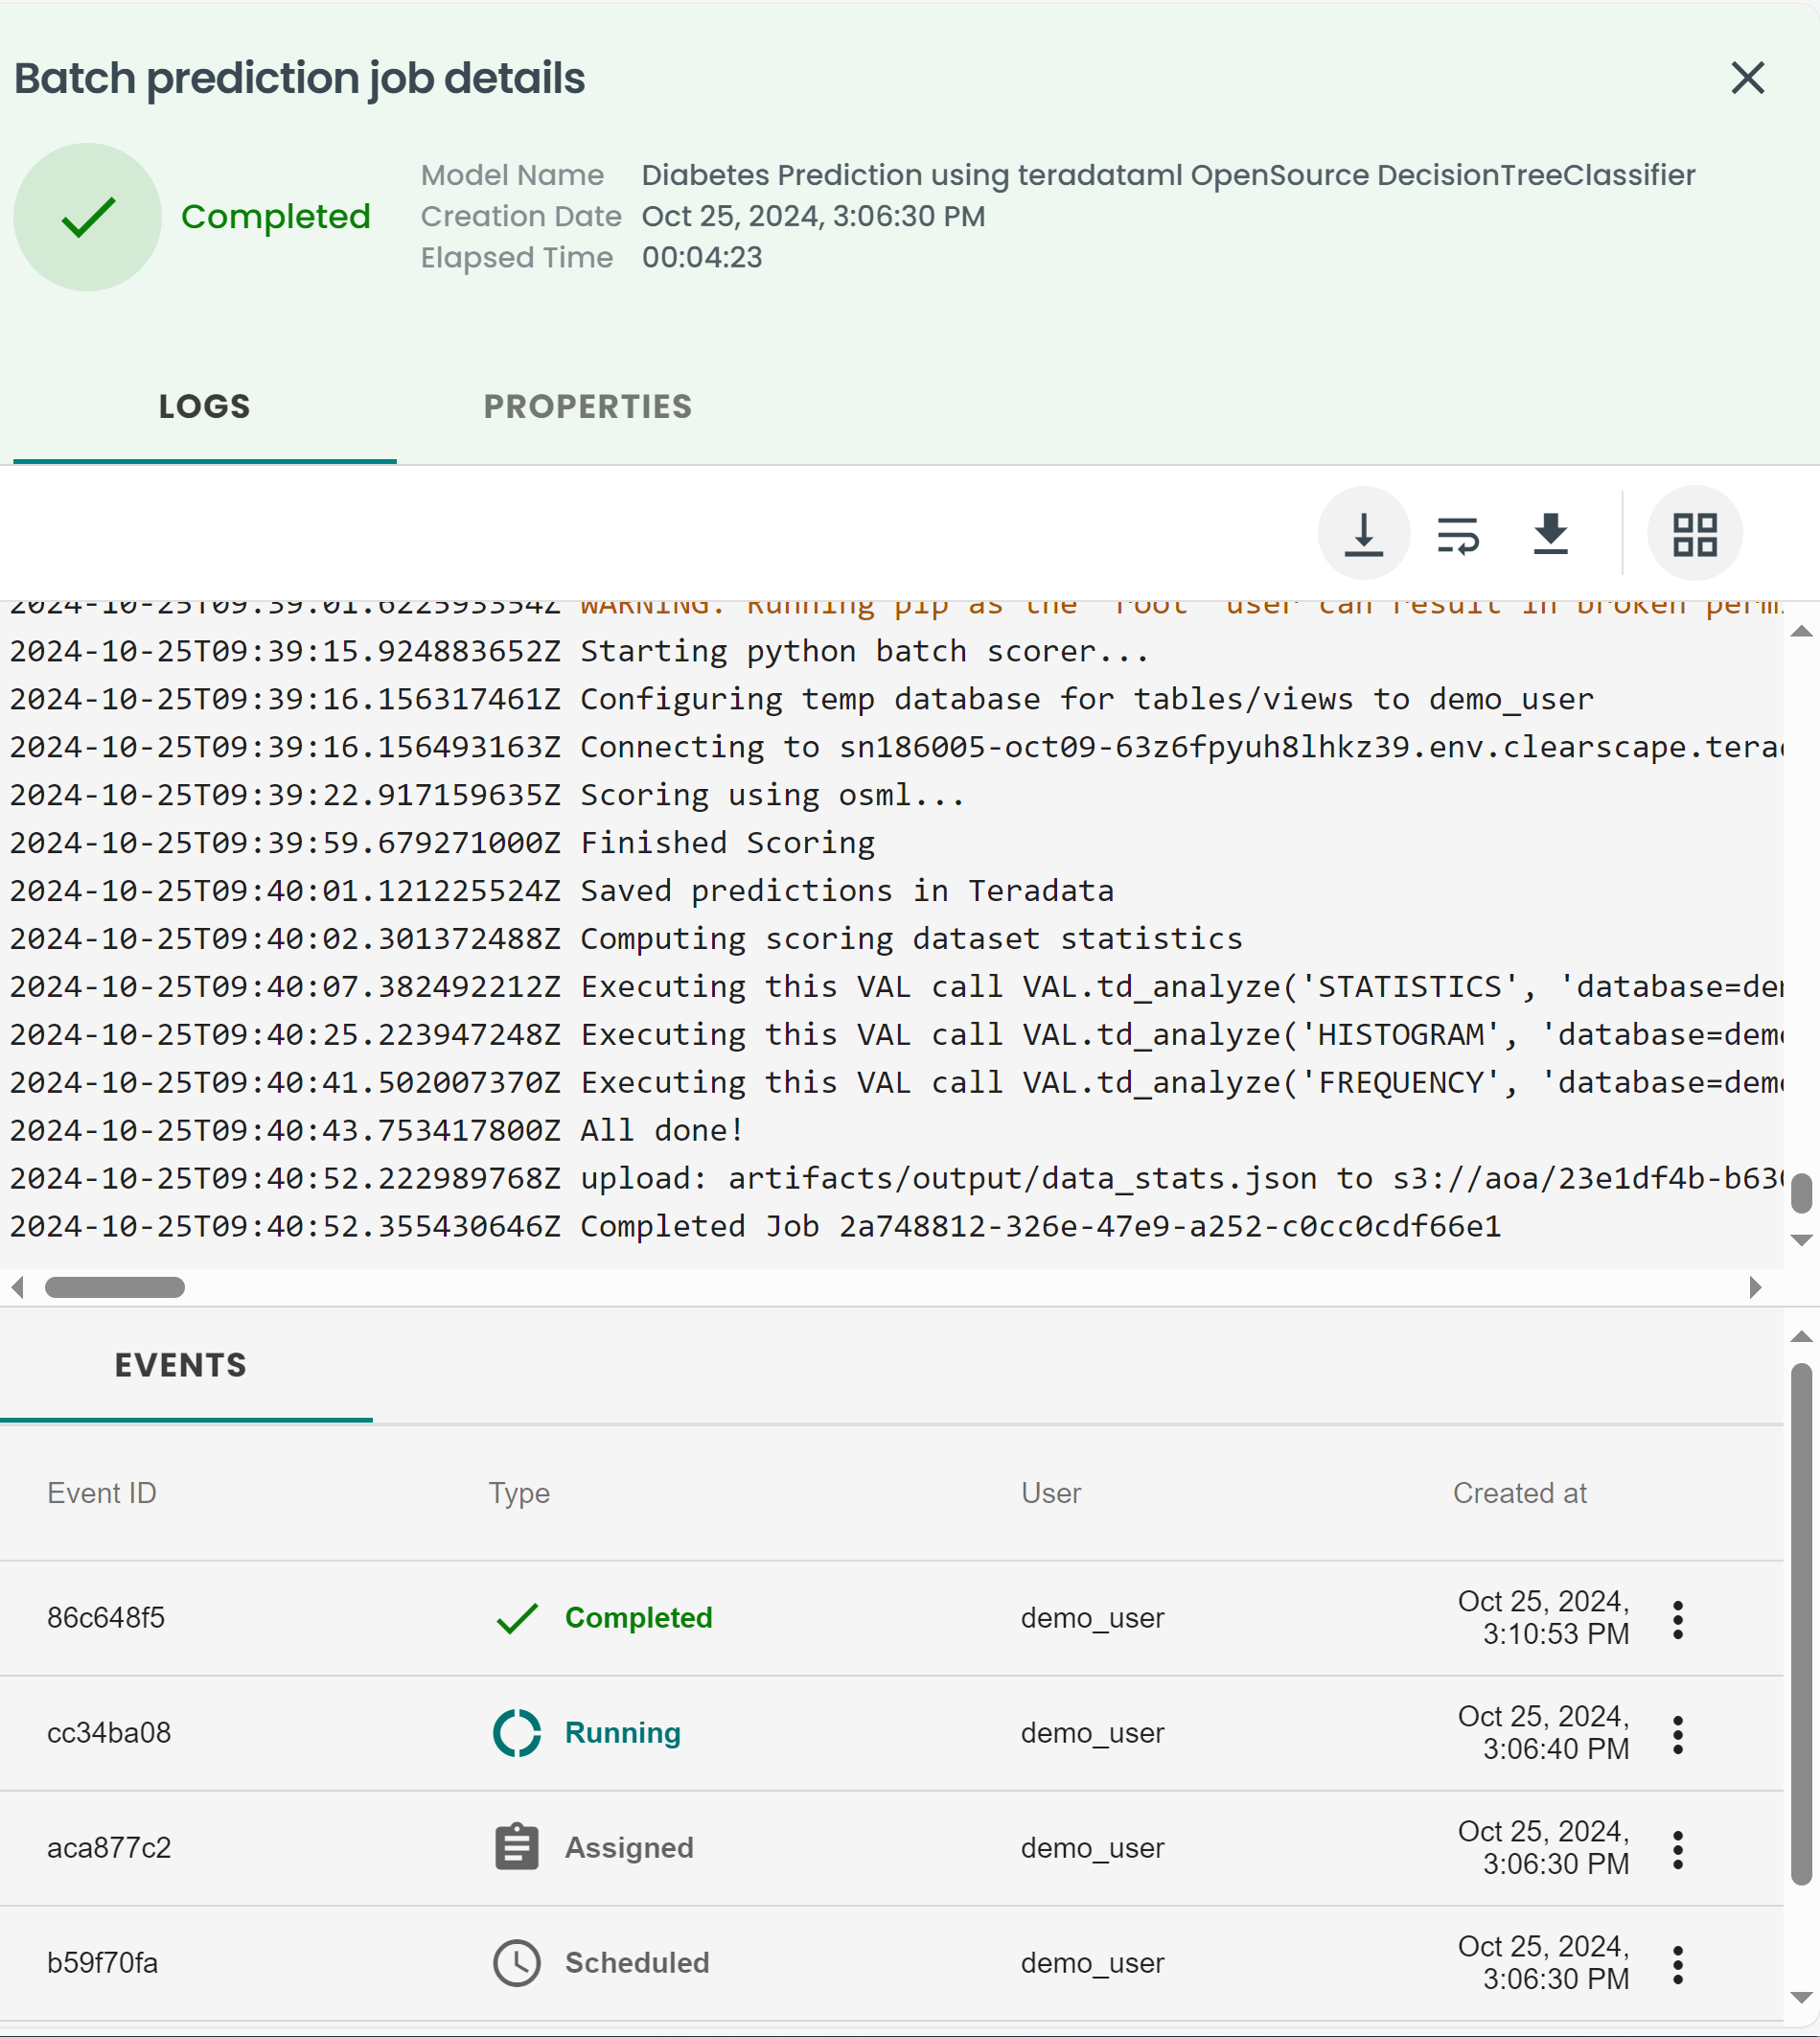 Batch prediction job details
Completed
Model Name Diabetes Prediction using teradataml OpenSource DecisionTreeClassifier
Creation Date Oct 25, 2024, 3:06:30 PM
Elapsed Time 00:04:23
LOGS PROPERTIES
2024-10-25T09:39:01.622593354Z WARNING: Running pip as the 'root' user can result in broken
2024-10-25T09:39:15.924883652Z Starting python batch scorer...
2024-10-25T09:39:16.156317461Z Configuring temp database for tables/views to demo_user
2024-10-25T09:39:16.156493163Z Connecting to sn186005-oct09-63z6fpyuh8lhkz39.env.clearscape.tera
2024-10-25T09:39:22.917159635Z Scoring using osml...
2024-10-25T09:39:59.679271000Z Finished Scoring
2024-10-25T09:40:01.121225524Z Saved predictions in Teradata
2024-10-25T09:40:02.301372488Z Computing scoring dataset statistics
2024-10-25T09:40:07.382492212Z Executing this VAL call VAL.td_analyze('STATISTICS', 'database=de
2024-10-25T09:40:25.223947248Z Executing this VAL call VAL.td_analyze('HISTOGRAM', 'database=dem
2024-10-25T09:40:41.502007370Z Executing this VAL call VAL.td_analyze('FREQUENCY', 'database=dem
2024-10-25T09:40:43.753417800Z All done!
2024-10-25T09:40:52.222989768Z upload: artifacts/output/data_stats.json to s3://aoa/23e1df4b-b63
2024-10-25T09:40:52.355430646Z Completed Job 2a748812-326e-47e9-a252-c0cc0cdf66e1
EVENTS
Event ID Type User Created at
86c648f5 Completed demo_user Oct 25, 2024,
3:10:53 PM
cc34ba08 Running demo_user Oct 25, 2024,
3:06:40 PM
aca877c2 Assigned demo_user Oct 25, 2024,
3:06:30 PM
b59f70fa Scheduled demo_user Oct 25, 2024,
3:06:30 PM